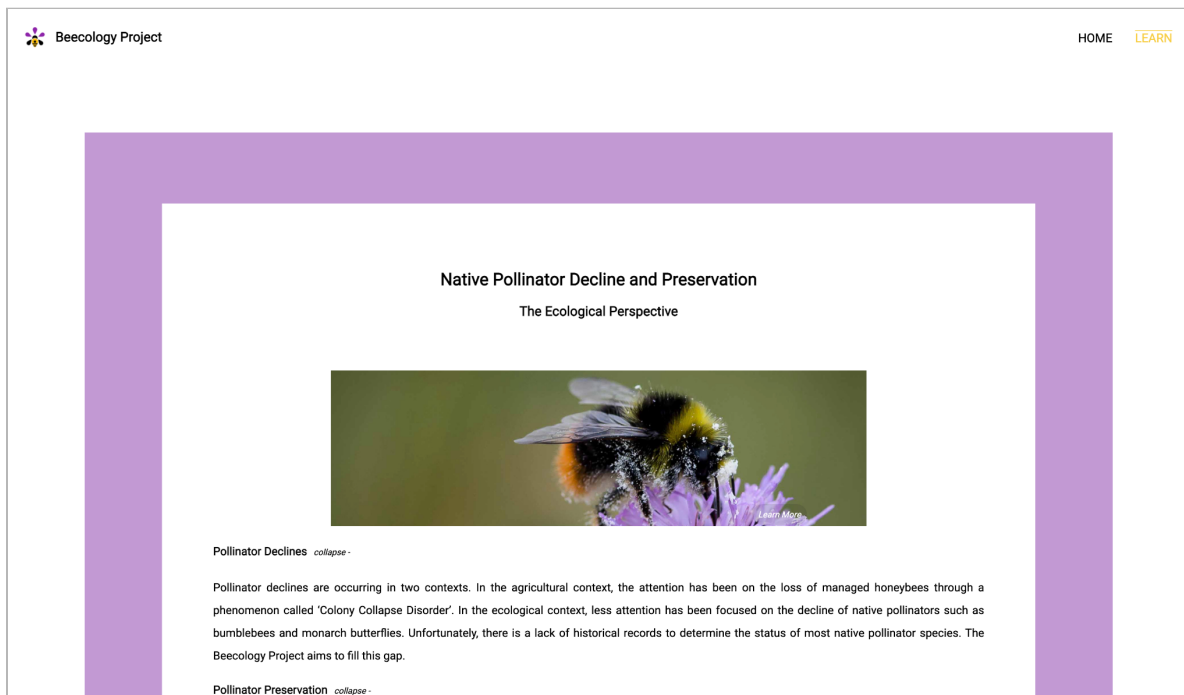 Beecology Project
HOME LEARN
Native Pollinator Decline and Preservation
The Ecological Perspective
Learn More
Pollinator Declines collapse -
Pollinator declines are occurring in two contexts. In the agricultural context, the attention has been on the loss of managed honeybees through a
phenomenon called ‘Colony Collapse Disorder’. In the ecological context, less attention has been focused on the decline of native pollinators such as
bumblebees and monarch butterflies. Unfortunately, there is a lack of historical records to determine the status of most native pollinator species. The
Beecology Project aims to fill this gap.
Pollinator Preservation collapse -